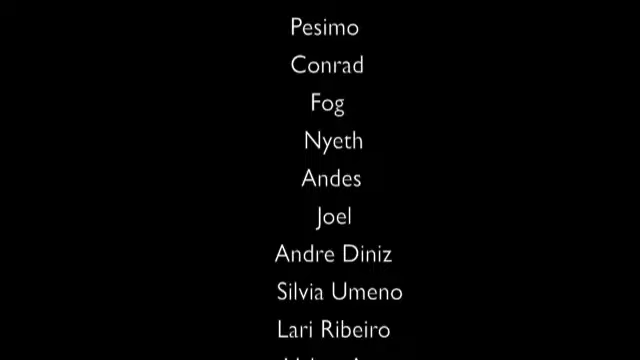 Pesimo
Conrad
Fog
Nyeth
Andes
Joel
Andre Diniz
Silvia Umeno
Lari Ribeiro